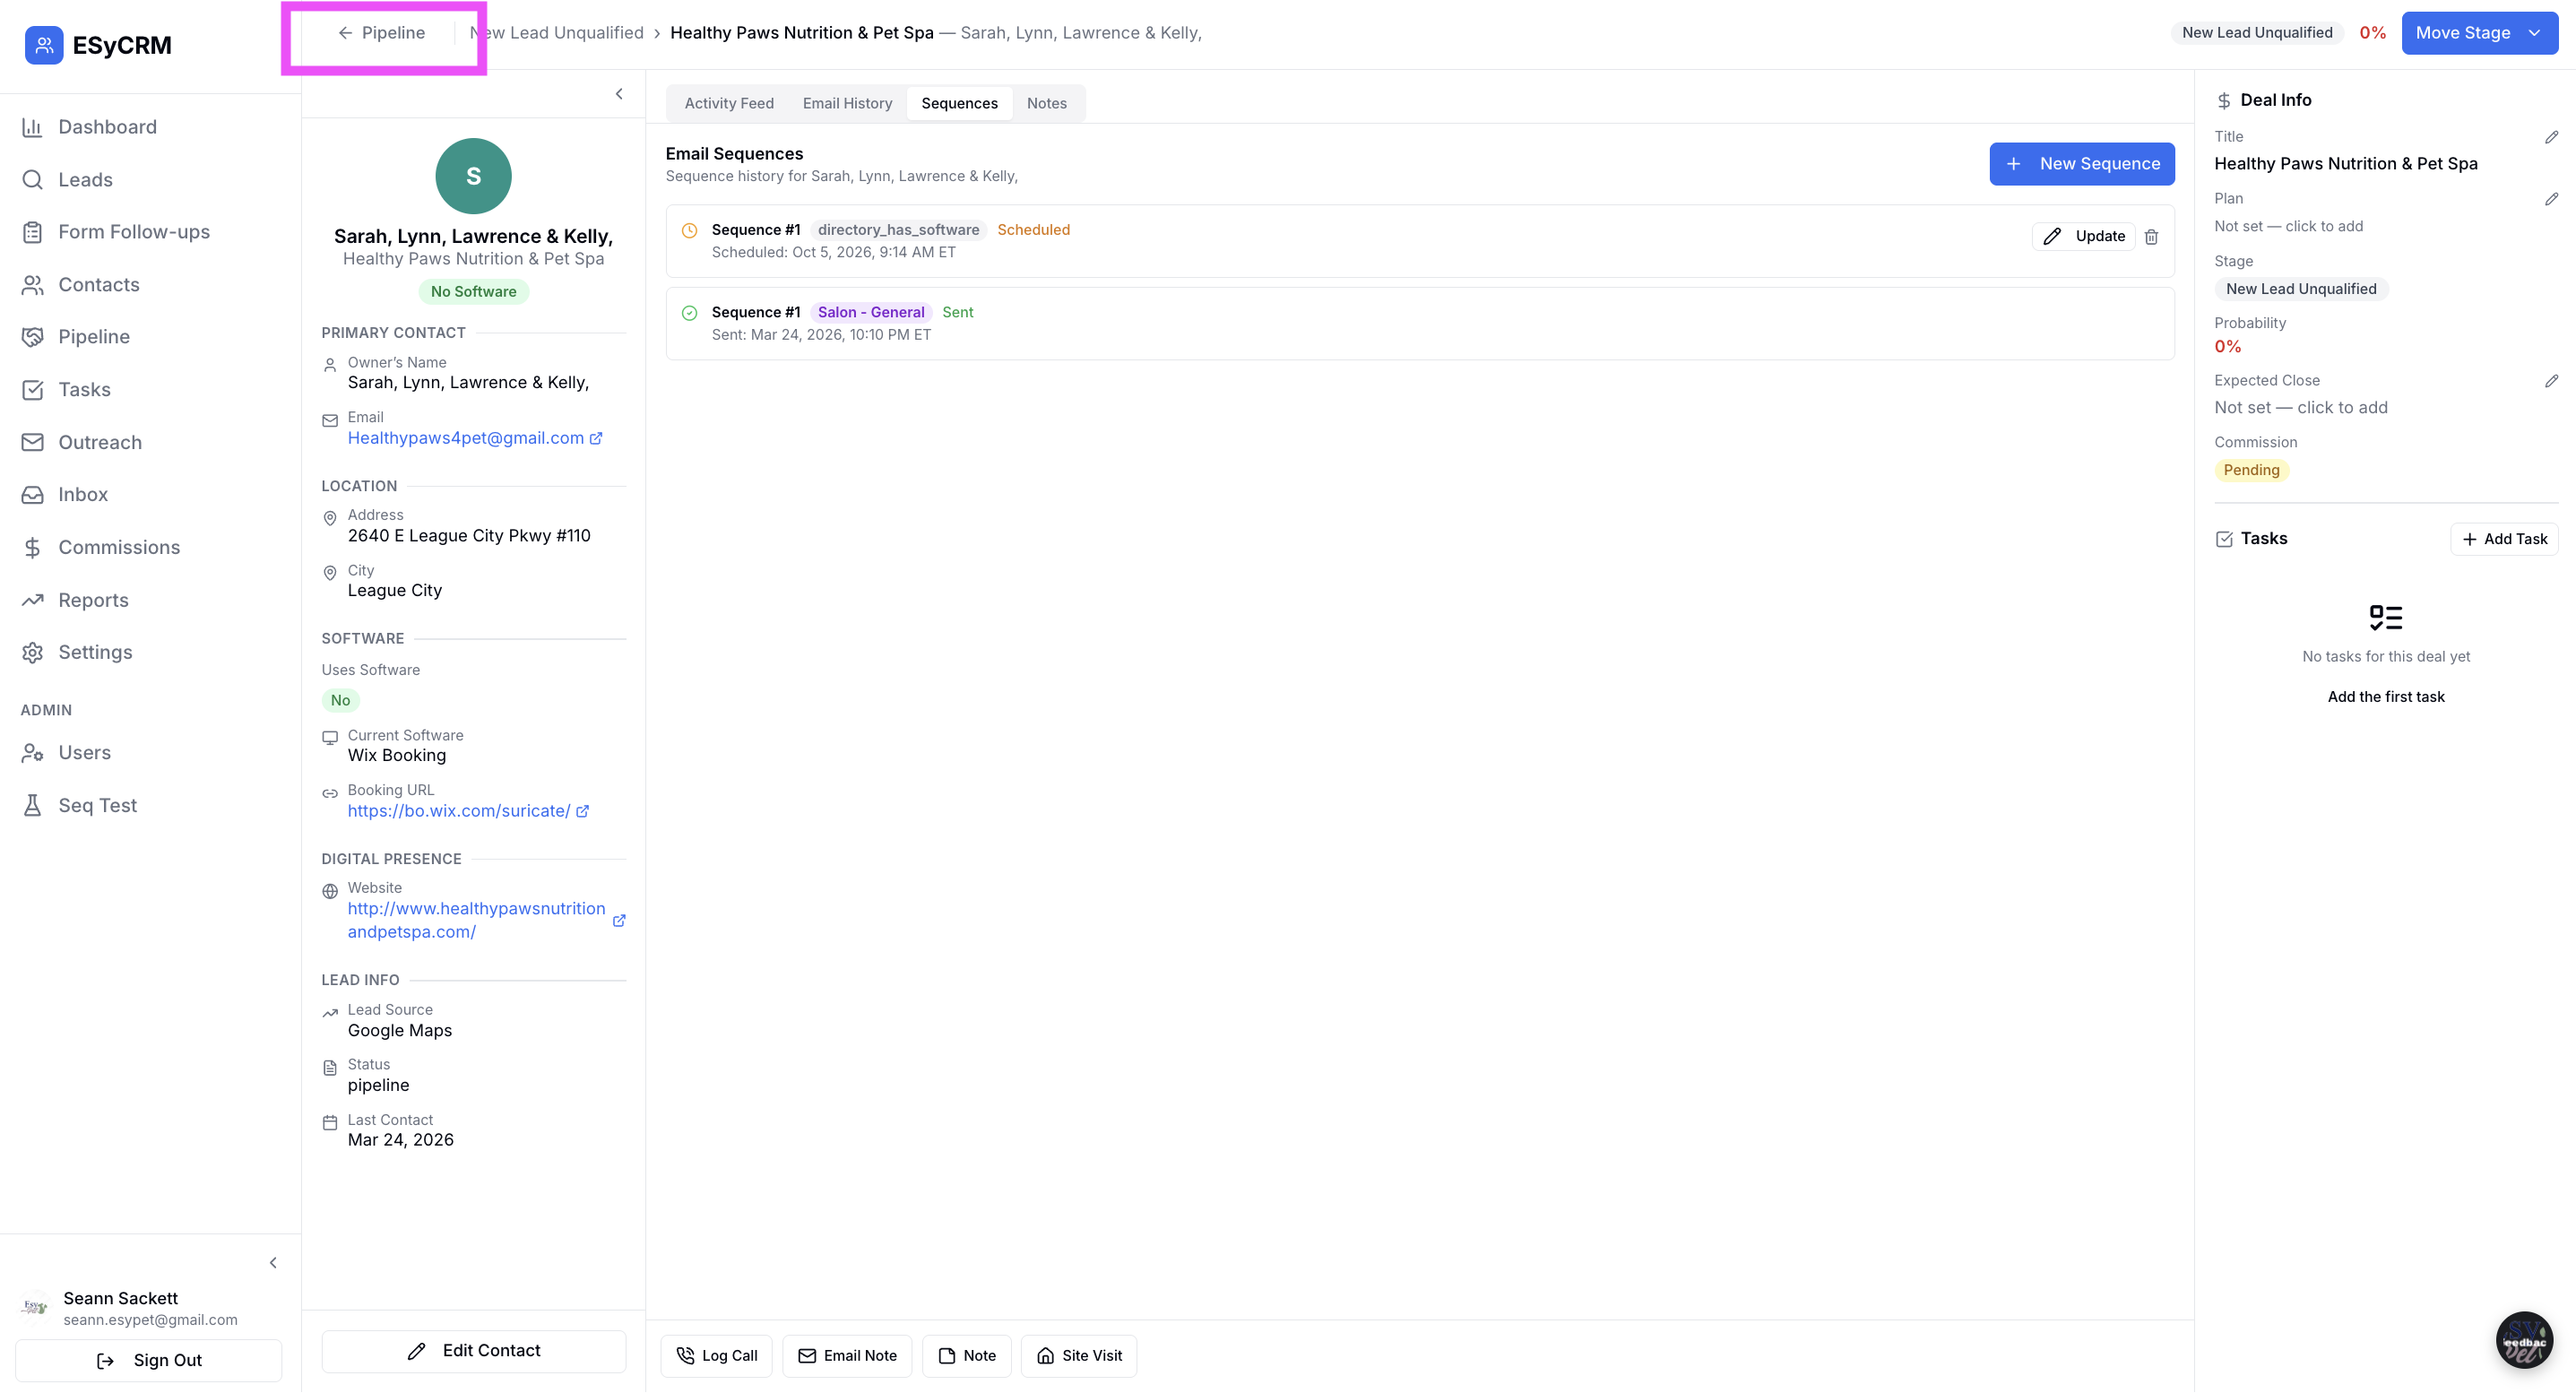 ESyCRM
Dashboard
Leads
Form Follow-ups
Contacts
Pipeline
Tasks
Outreach
Inbox
Commissions
Reports
Settings
ADMIN
Users
Seq Test
Seann Sackett
seann.esypet@gmail.com
Sign Out
← Pipeline
New Lead Unqualified › Healthy Paws Nutrition & Pet Spa — Sarah, Lynn, Lawrence & Kelly,
New Lead Unqualified 0% Move Stage
S
Sarah, Lynn, Lawrence & Kelly,
Healthy Paws Nutrition & Pet Spa
No Software
PRIMARY CONTACT
Owner’s Name
Sarah, Lynn, Lawrence & Kelly,
Email
Healthypaws4pet@gmail.com
LOCATION
Address
2640 E League City Pkwy #110
City
League City
SOFTWARE
Uses Software
No
Current Software
Wix Booking
Booking URL
https://bo.wix.com/suricate/
DIGITAL PRESENCE
Website
http://www.healthypawsnutrition
andpetspa.com/
LEAD INFO
Lead Source
Google Maps
Status
pipeline
Last Contact
Mar 24, 2026
Edit Contact
Activity Feed Email History Sequences Notes
Email Sequences
Sequence history for Sarah, Lynn, Lawrence & Kelly,
+ New Sequence
Sequence #1 directory_has_software Scheduled
Scheduled: Oct 5, 2026, 9:14 AM ET
Update
Sequence #1 Salon - General Sent
Sent: Mar 24, 2026, 10:10 PM ET
Log Call Email Note Note Site Visit
Deal Info
Title
Healthy Paws Nutrition & Pet Spa
Plan
Not set — click to add
Stage
New Lead Unqualified
Probability
0%
Expected Close
Not set — click to add
Commission
Pending
Tasks
+ Add Task
No tasks for this deal yet
Add the first task